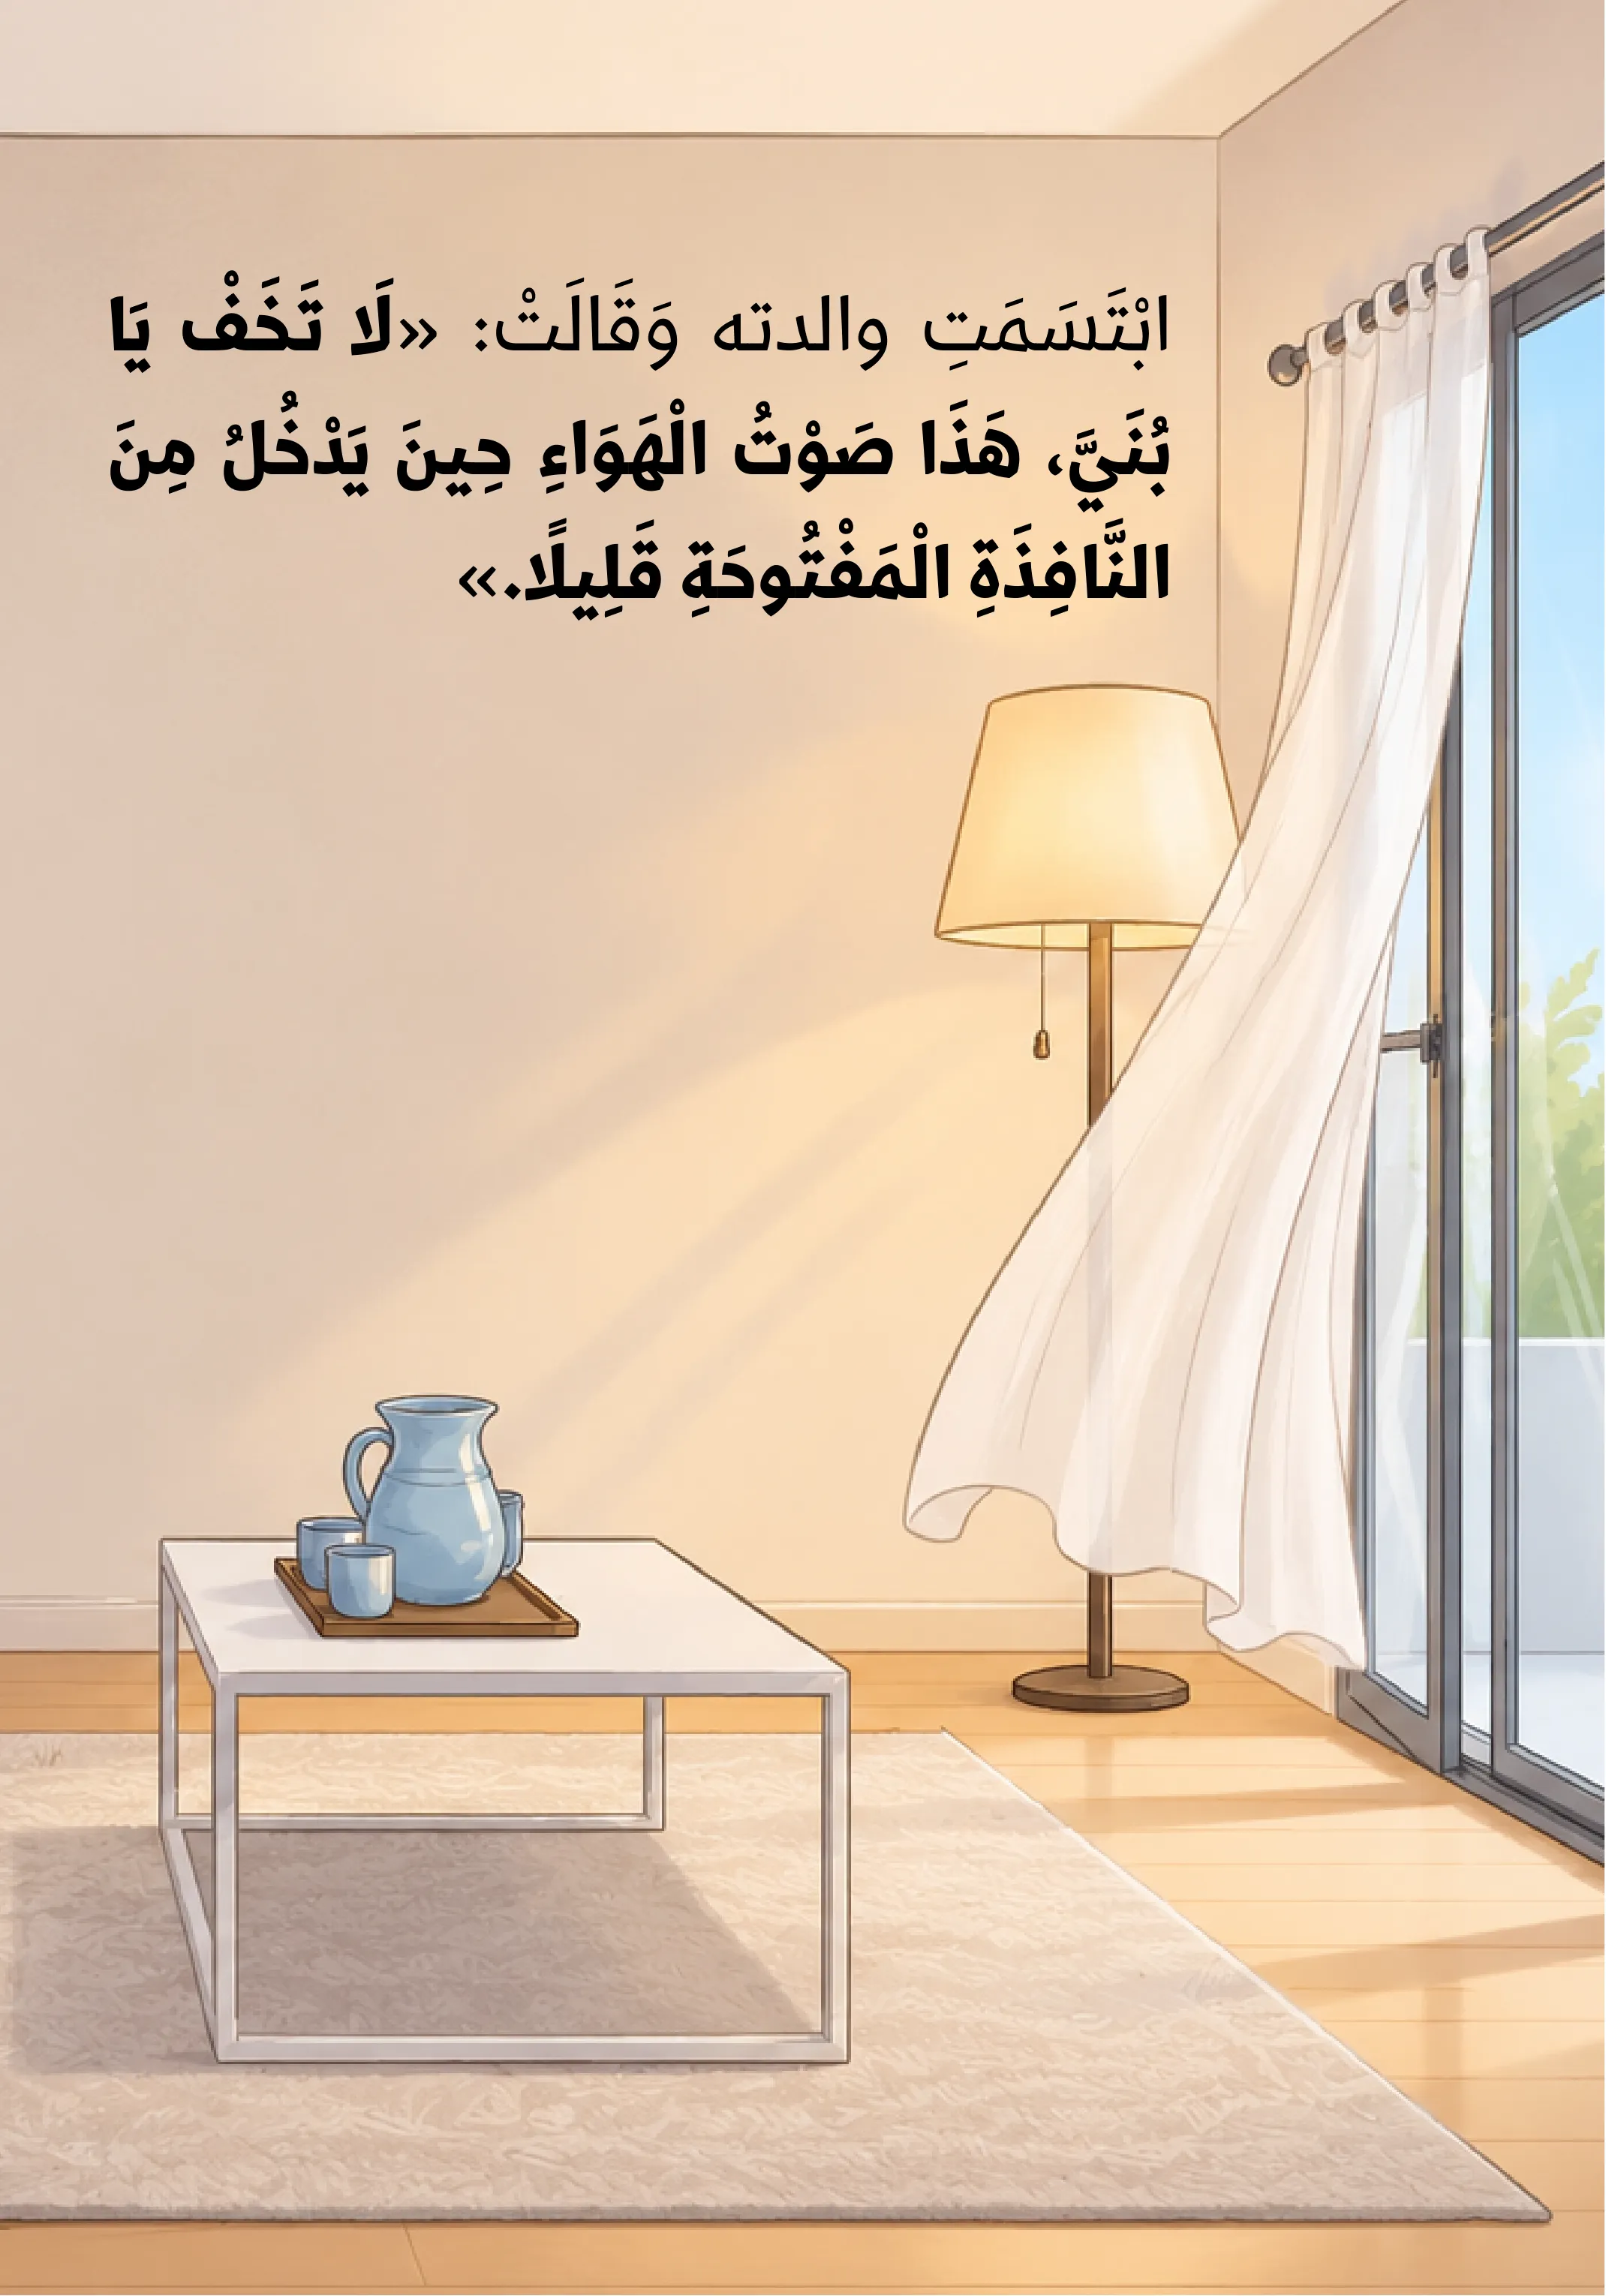 ابْتَسَمَتِ والدته وَقَالَتْ: «لَا تَخَفْ يَا
بُنَيَّ، هَذَا صَوْتُ الْهَوَاءِ حِينَ يَدْخُلُ مِنَ
النَّافِذَةِ الْمَفْتُوحَةِ قَلِيلًا.»